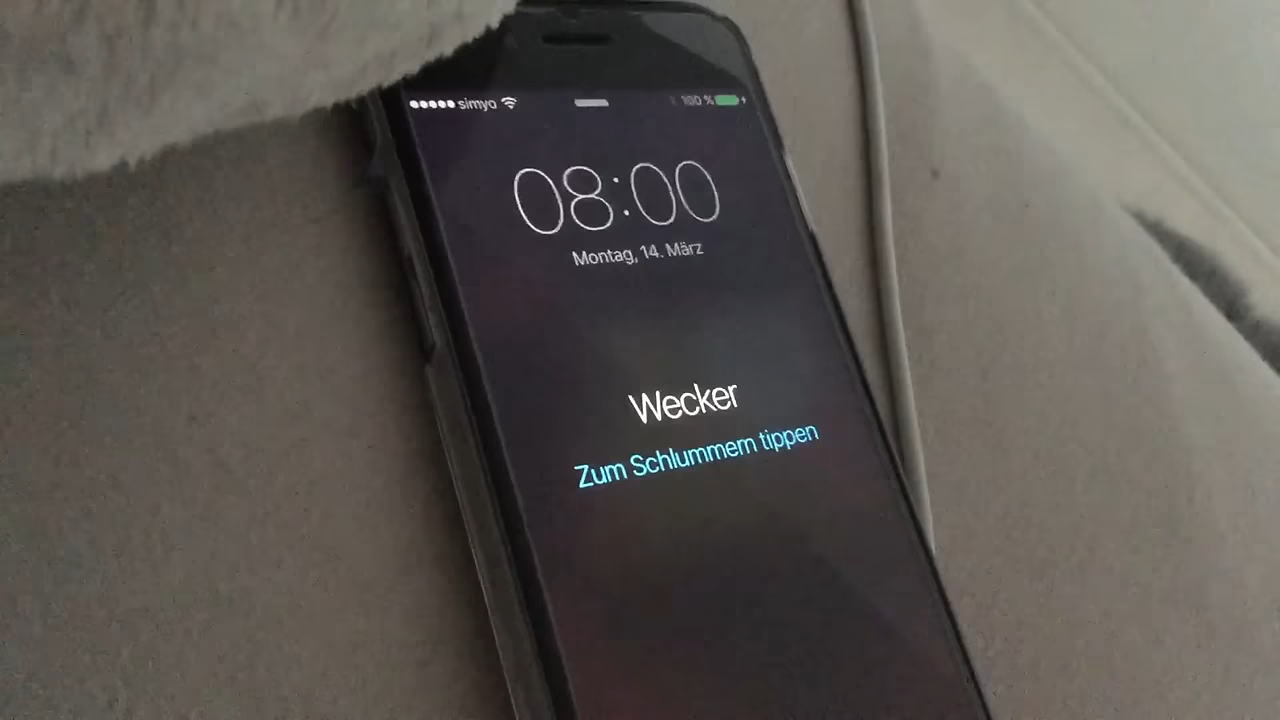 simyo 100 %
08:00
Montag, 14. März
Wecker
Zum Schlummern tippen